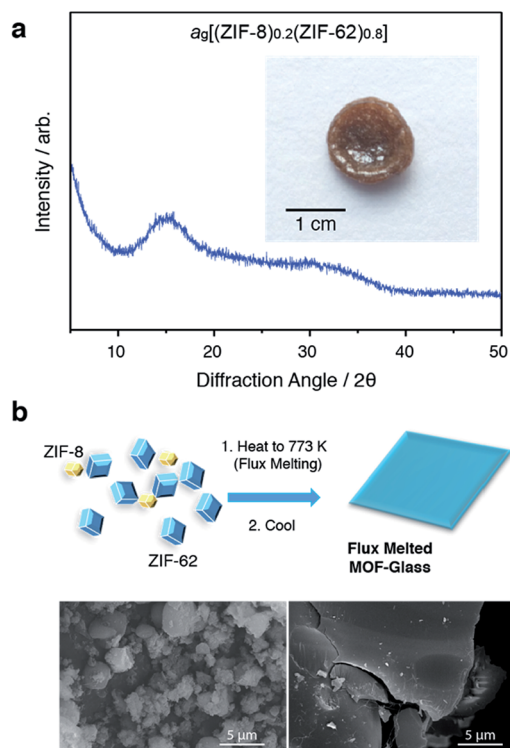 a
a_g[(ZIF-8)0.2(ZIF-62)0.8]
Intensity / arb.
1 cm
10 20 30 40 50
Diffraction Angle / 2θ
b
ZIF-8
ZIF-62
1. Heat to 773 K
(Flux Melting)
2. Cool
Flux Melted
MOF-Glass
5 µm
5 µm